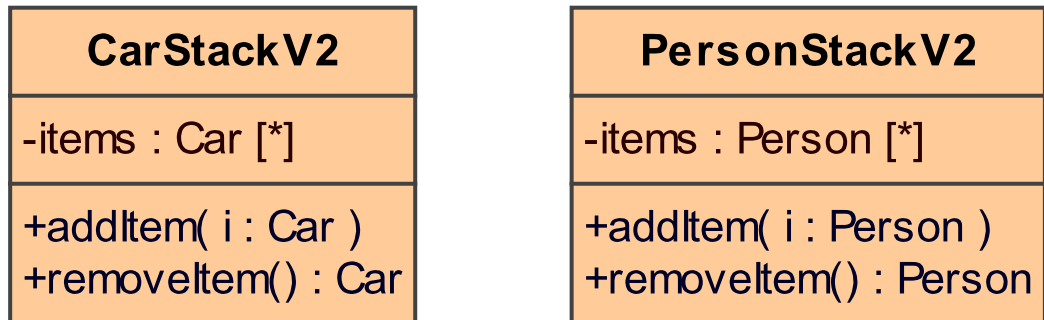 CarStackV2
-items : Car [*]
+addItem( i : Car )
+removeItem() : Car
PersonStackV2
-items : Person [*]
+addItem( i : Person )
+removeItem() : Person